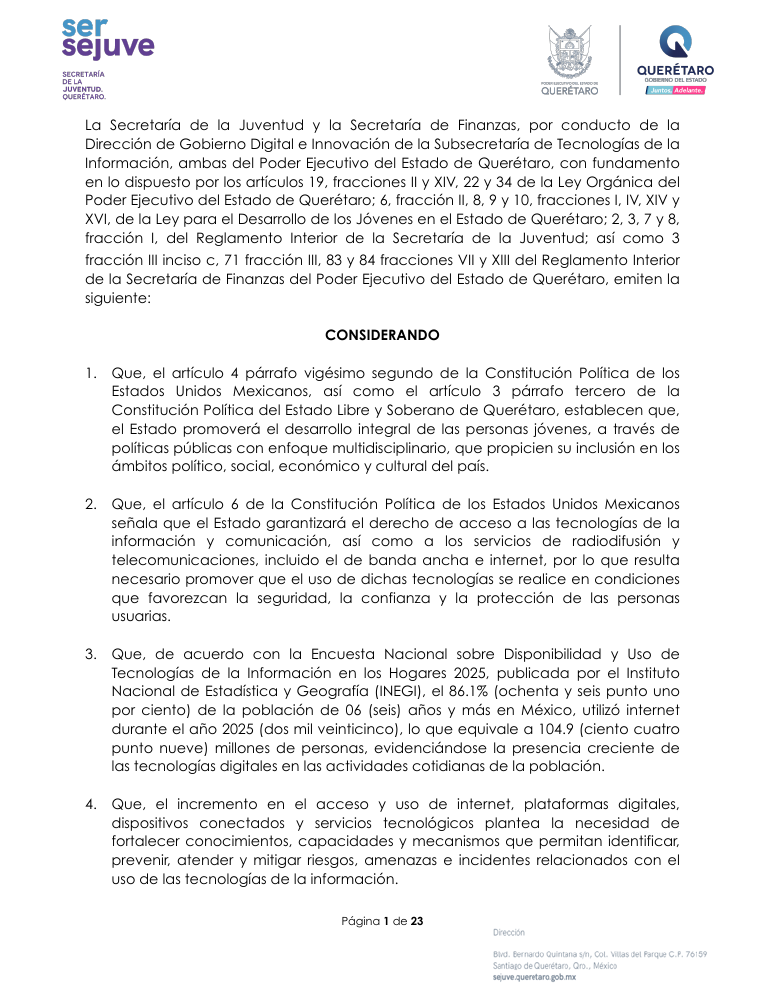 ser
sejuve
SECRETARÍA
DE LA
JUVENTUD.
QUERÉTARO.
PODER EJECUTIVO DEL ESTADO DE
QUERÉTARO
QUERÉTARO
GOBIERNO DEL ESTADO
Juntos, Adelante.
La Secretaría de la Juventud y la Secretaría de Finanzas, por conducto de la
Dirección de Gobierno Digital e Innovación de la Subsecretaría de Tecnologías de la
Información, ambas del Poder Ejecutivo del Estado de Querétaro, con fundamento
en lo dispuesto por los artículos 19, fracciones II y XIV, 22 y 34 de la Ley Orgánica del
Poder Ejecutivo del Estado de Querétaro; 6, fracción II, 8, 9 y 10, fracciones I, IV, XIV y
XVI, de la Ley para el Desarrollo de los Jóvenes en el Estado de Querétaro; 2, 3, 7 y 8,
fracción I, del Reglamento Interior de la Secretaría de la Juventud; así como 3
fracción III inciso c, 71 fracción III, 83 y 84 fracciones VII y XIII del Reglamento Interior
de la Secretaría de Finanzas del Poder Ejecutivo del Estado de Querétaro, emiten la
siguiente:
CONSIDERANDO
1. Que, el artículo 4 párrafo vigésimo segundo de la Constitución Política de los
Estados Unidos Mexicanos, así como el artículo 3 párrafo tercero de la
Constitución Política del Estado Libre y Soberano de Querétaro, establecen que,
el Estado promoverá el desarrollo integral de las personas jóvenes, a través de
políticas públicas con enfoque multidisciplinario, que propicien su inclusión en los
ámbitos político, social, económico y cultural del país.
2. Que, el artículo 6 de la Constitución Política de los Estados Unidos Mexicanos
señala que el Estado garantizará el derecho de acceso a las tecnologías de la
información y comunicación, así como a los servicios de radiodifusión y
telecomunicaciones, incluido el de banda ancha e internet, por lo que resulta
necesario promover que el uso de dichas tecnologías se realice en condiciones
que favorezcan la seguridad, la confianza y la protección de las personas
usuarias.
3. Que, de acuerdo con la Encuesta Nacional sobre Disponibilidad y Uso de
Tecnologías de la Información en los Hogares 2025, publicada por el Instituto
Nacional de Estadística y Geografía (INEGI), el 86.1% (ochenta y seis punto uno
por ciento) de la población de 06 (seis) años y más en México, utilizó internet
durante el año 2025 (dos mil veinticinco), lo que equivale a 104.9 (ciento cuatro
punto nueve) millones de personas, evidenciándose la presencia creciente de
las tecnologías digitales en las actividades cotidianas de la población.
4. Que, el incremento en el acceso y uso de internet, plataformas digitales,
dispositivos conectados y servicios tecnológicos plantea la necesidad de
fortalecer conocimientos, capacidades y mecanismos que permitan identificar,
prevenir, atender y mitigar riesgos, amenazas e incidentes relacionados con el
uso de las tecnologías de la información.
Página 1 de 23
Dirección
Blvd. Bernardo Quintana s/n, Col. Villas del Parque C.P. 76159
Santiago de Querétaro, Qro., México
sejuve.queretaro.gob.mx